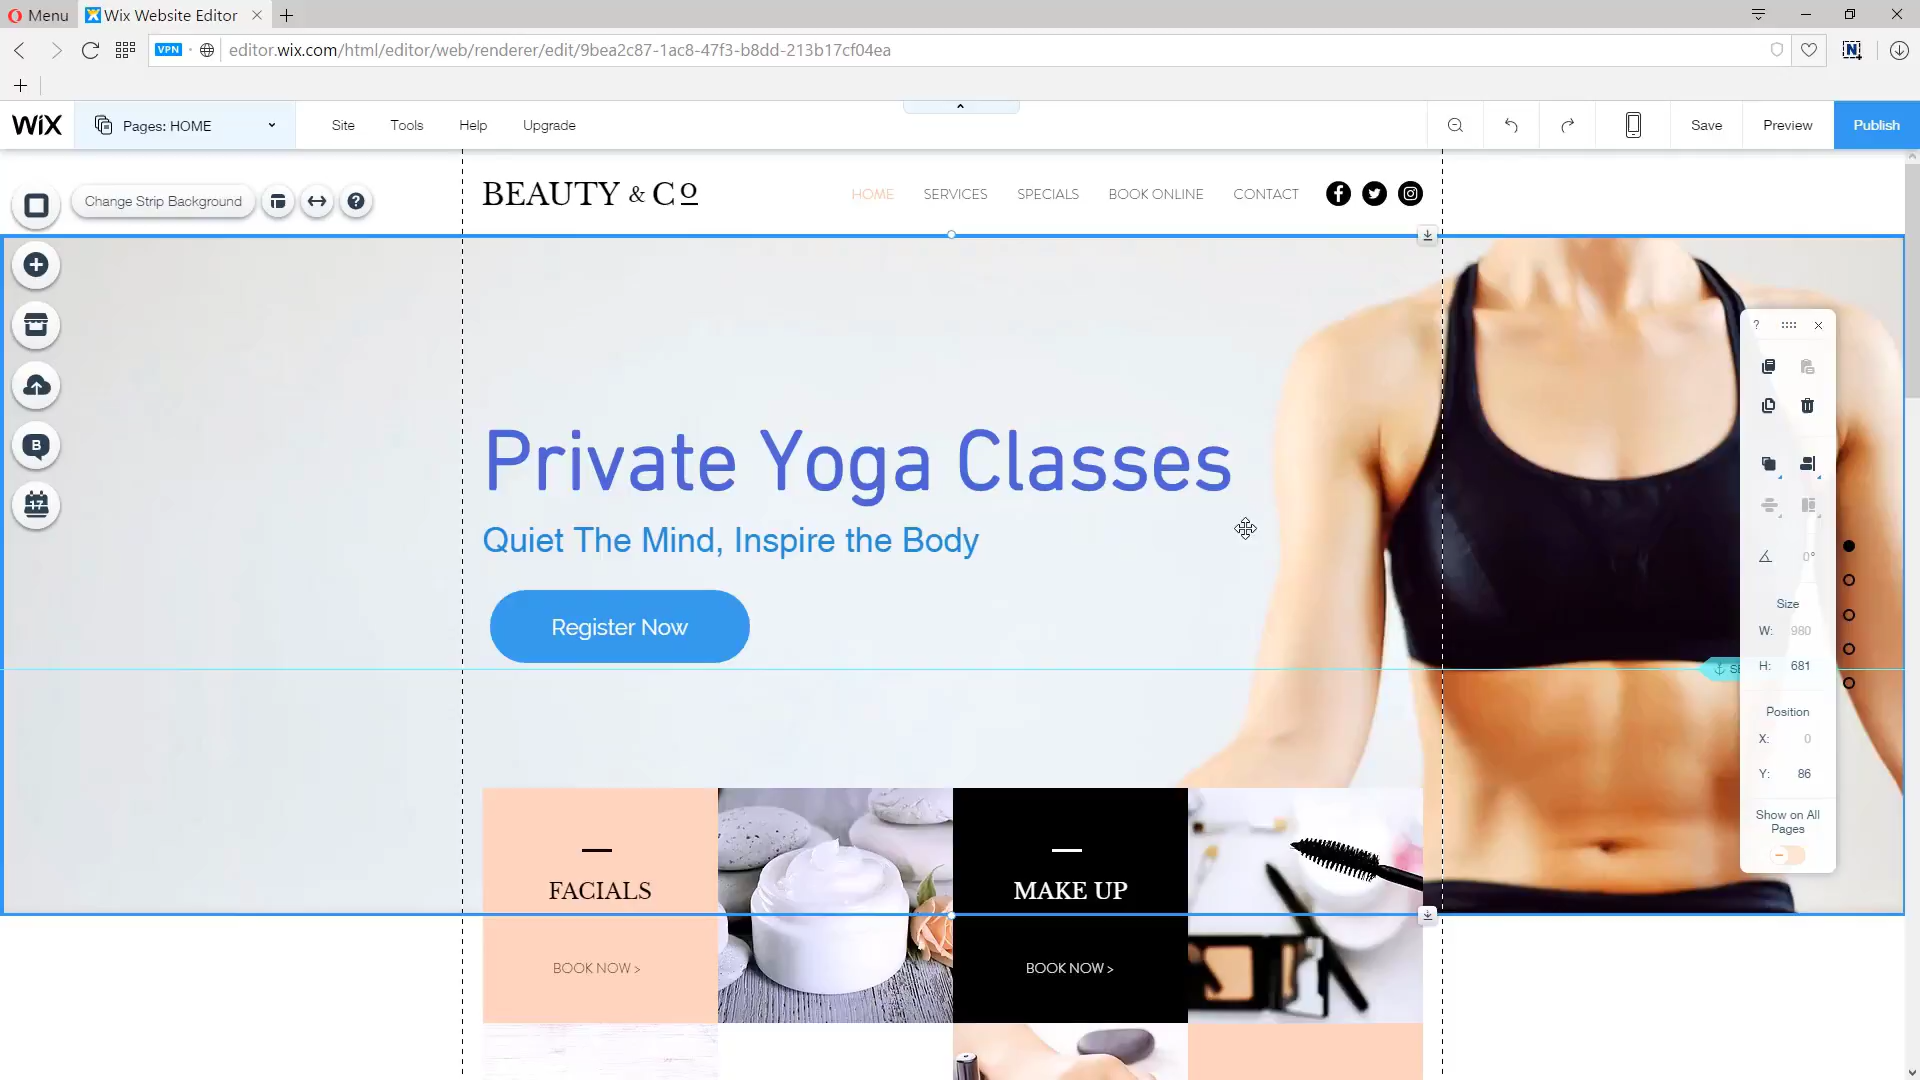 Menu
Wix Website Editor
VPN
editor.wix.com/html/editor/web/renderer/edit/9bea2c87-1ac8-47f3-b8dd-213b17cf04ea
N
WIX
Pages: HOME
Site
Tools
Help
Upgrade
Save
Preview
Publish
Change Strip Background
?
BEAUTY & CO
HOME
SERVICES
SPECIALS
BOOK ONLINE
CONTACT
?
B
17
Private Yoga Classes
Quiet The Mind, Inspire the Body
Register Now
0°
Size
W: 980
H: 681
Position
X: 0
Y: 86
Show on All
Pages
FACIALS
BOOK NOW >
MAKE UP
BOOK NOW >